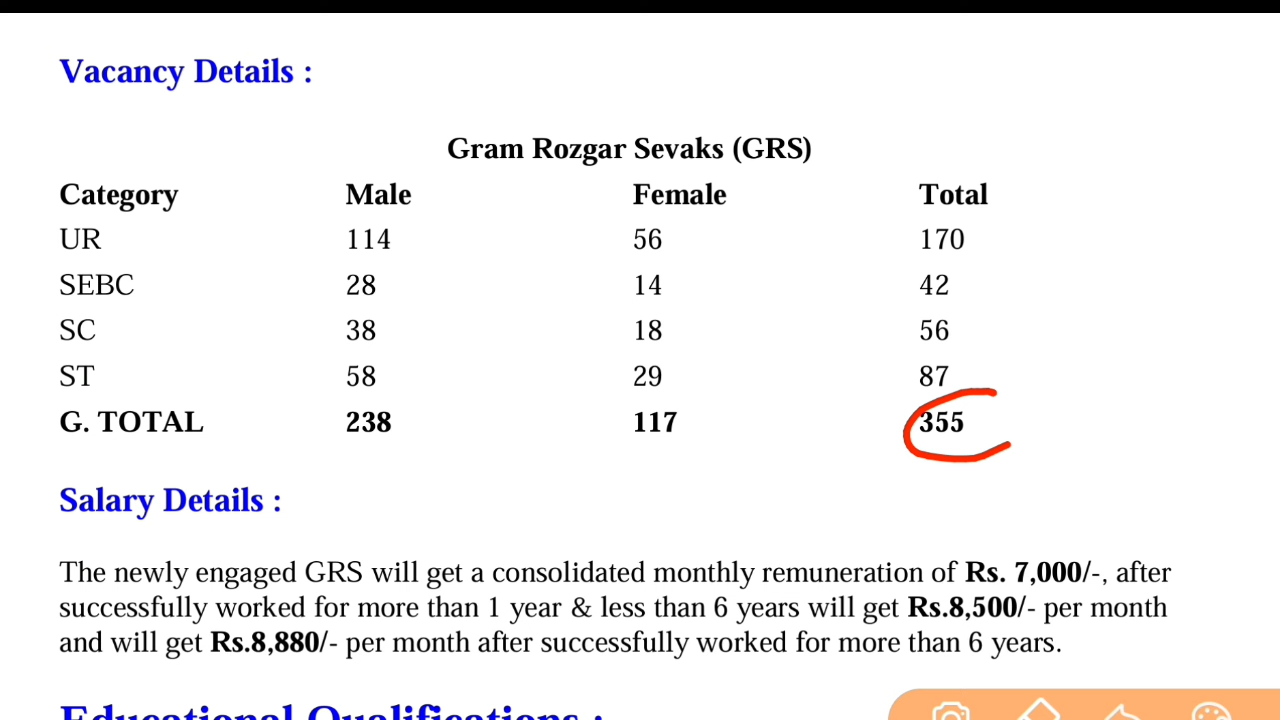 Vacancy Details :
Gram Rozgar Sevaks (GRS)
Category Male Female Total
UR 114 56 170
SEBC 28 14 42
SC 38 18 56
ST 58 29 87
G. TOTAL 238 117 355
Salary Details :
The newly engaged GRS will get a consolidated monthly remuneration of Rs. 7,000/-, after
successfully worked for more than 1 year & less than 6 years will get Rs.8,500/- per month
and will get Rs.8,880/- per month after successfully worked for more than 6 years.
Educational Qualifications :